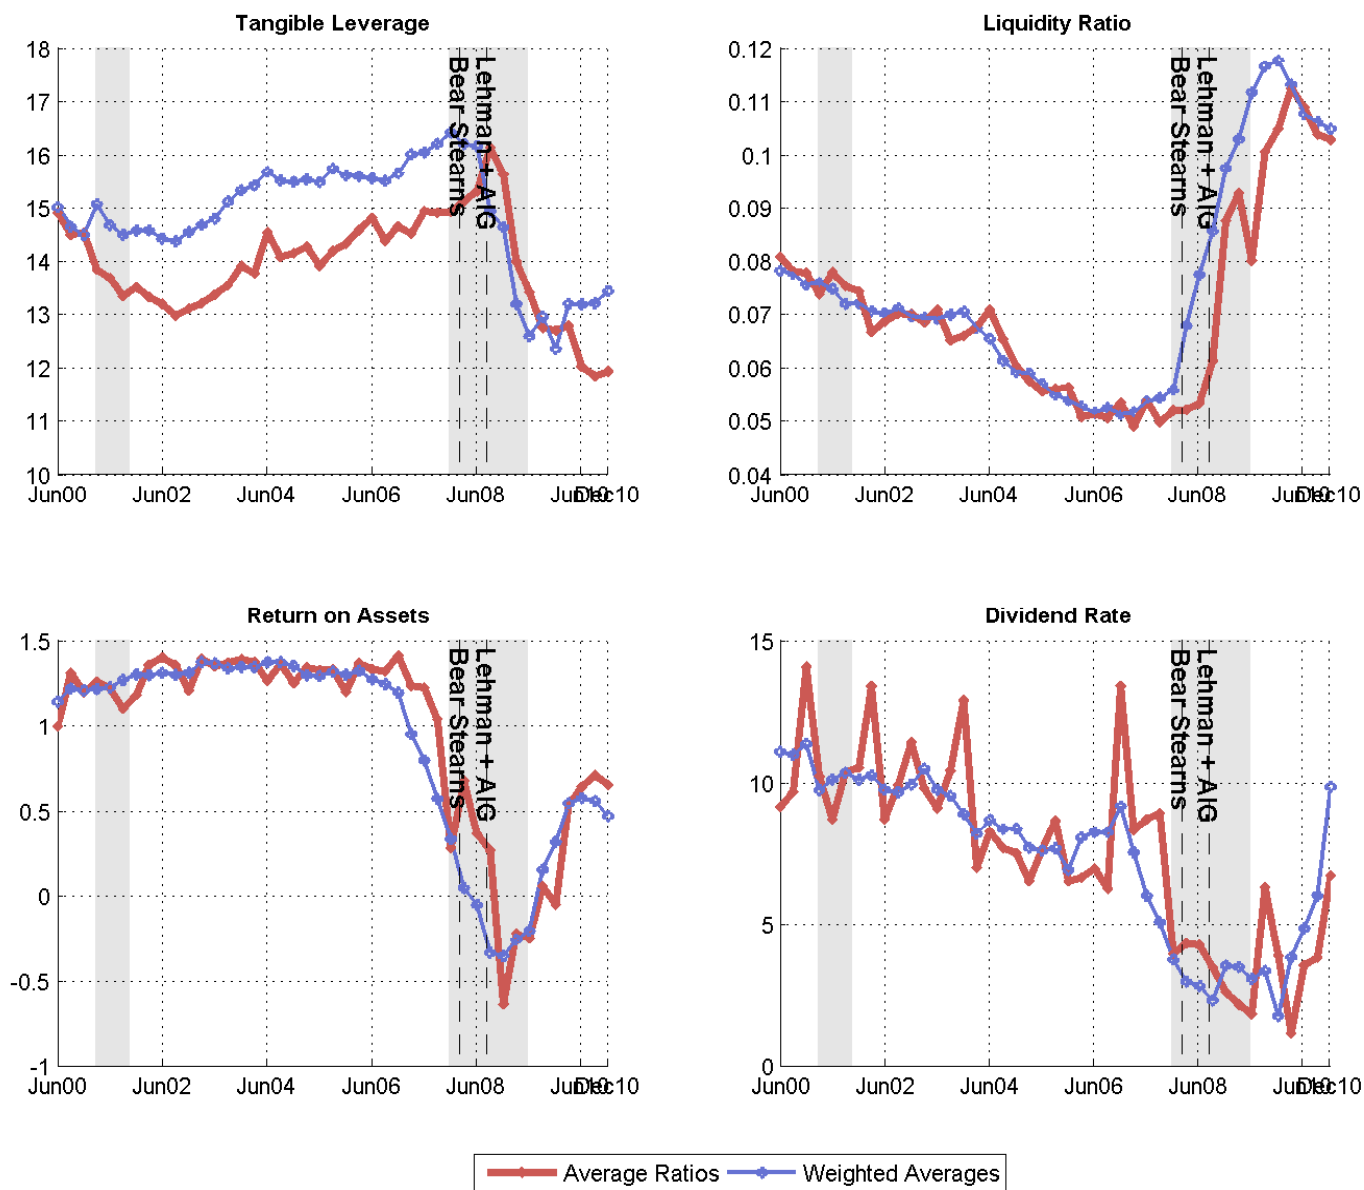 Tangible Leverage
18
17
16
15
14
13
12
11
10
Bear Stearns
Lehman + AIG
Jun00
Jun02
Jun04
Jun06
Jun08
Jun10
Dec10
Liquidity Ratio
0.12
0.11
0.1
0.09
0.08
0.07
0.06
0.05
0.04
Bear Stearns
Lehman + AIG
Jun00
Jun02
Jun04
Jun06
Jun08
Jun10
Dec10
Return on Assets
1.5
1
0.5
0
-0.5
-1
Bear Stearns
Lehman + AIG
Jun00
Jun02
Jun04
Jun06
Jun08
Jun10
Dec10
Dividend Rate
15
10
5
0
Bear Stearns
Lehman + AIG
Jun00
Jun02
Jun04
Jun06
Jun08
Jun10
Dec10
Average Ratios
Weighted Averages